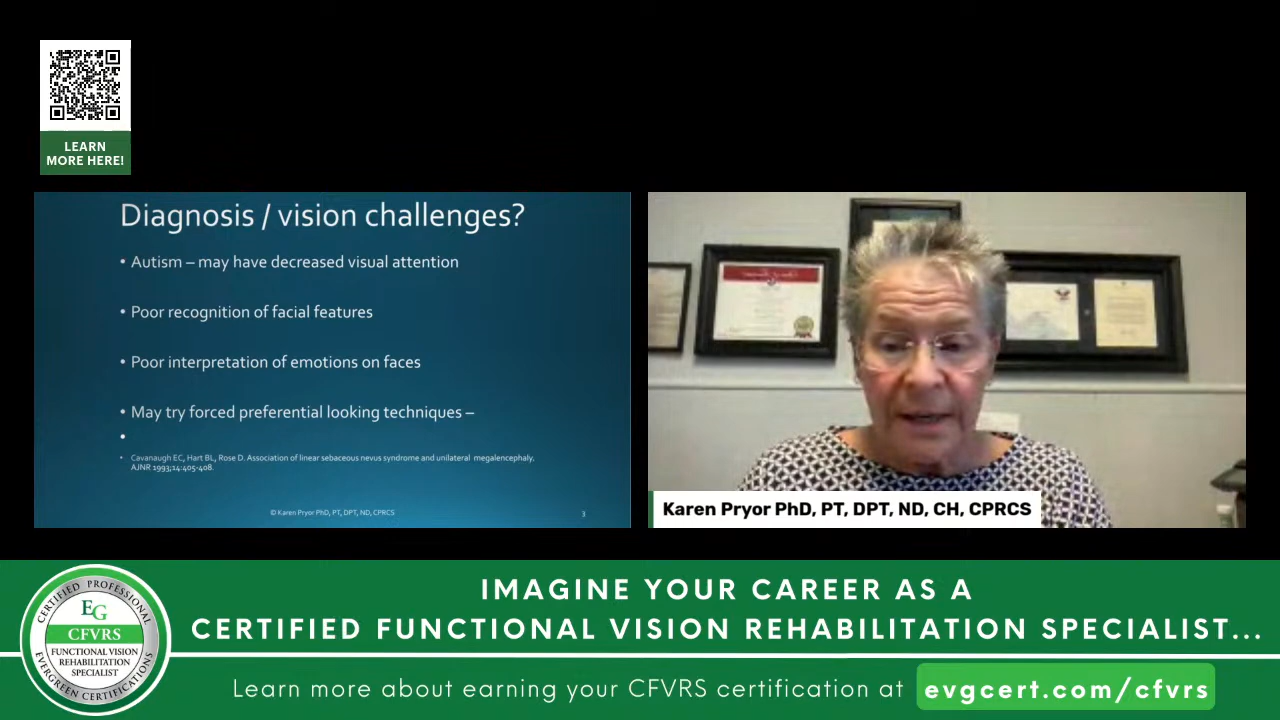 LEARN
MORE HERE!
Diagnosis / vision challenges?
• Autism – may have decreased visual attention
• Poor recognition of facial features
• Poor interpretation of emotions on faces
• May try forced preferential looking techniques –
•
• Cavanaugh EC, Hart BL, Rose D. Association of linear sebaceous nevus syndrome and unilateral megalencephaly.
AJNR 1993;14:405-408.
© Karen Pryor PhD, PT, DPT, ND, CPRCS
3
Karen Pryor PhD, PT, DPT, ND, CH, CPRCS
CERTIFIED PROFESSIONAL
EG
CFVRS
FUNCTIONAL VISION
REHABILITATION
SPECIALIST
EVERGREEN CERTIFICATIONS
IMAGINE YOUR CAREER AS A
CERTIFIED FUNCTIONAL VISION REHABILITATION SPECIALIST...
Learn more about earning your CFVRS certification at evgcert.com/cfvrs